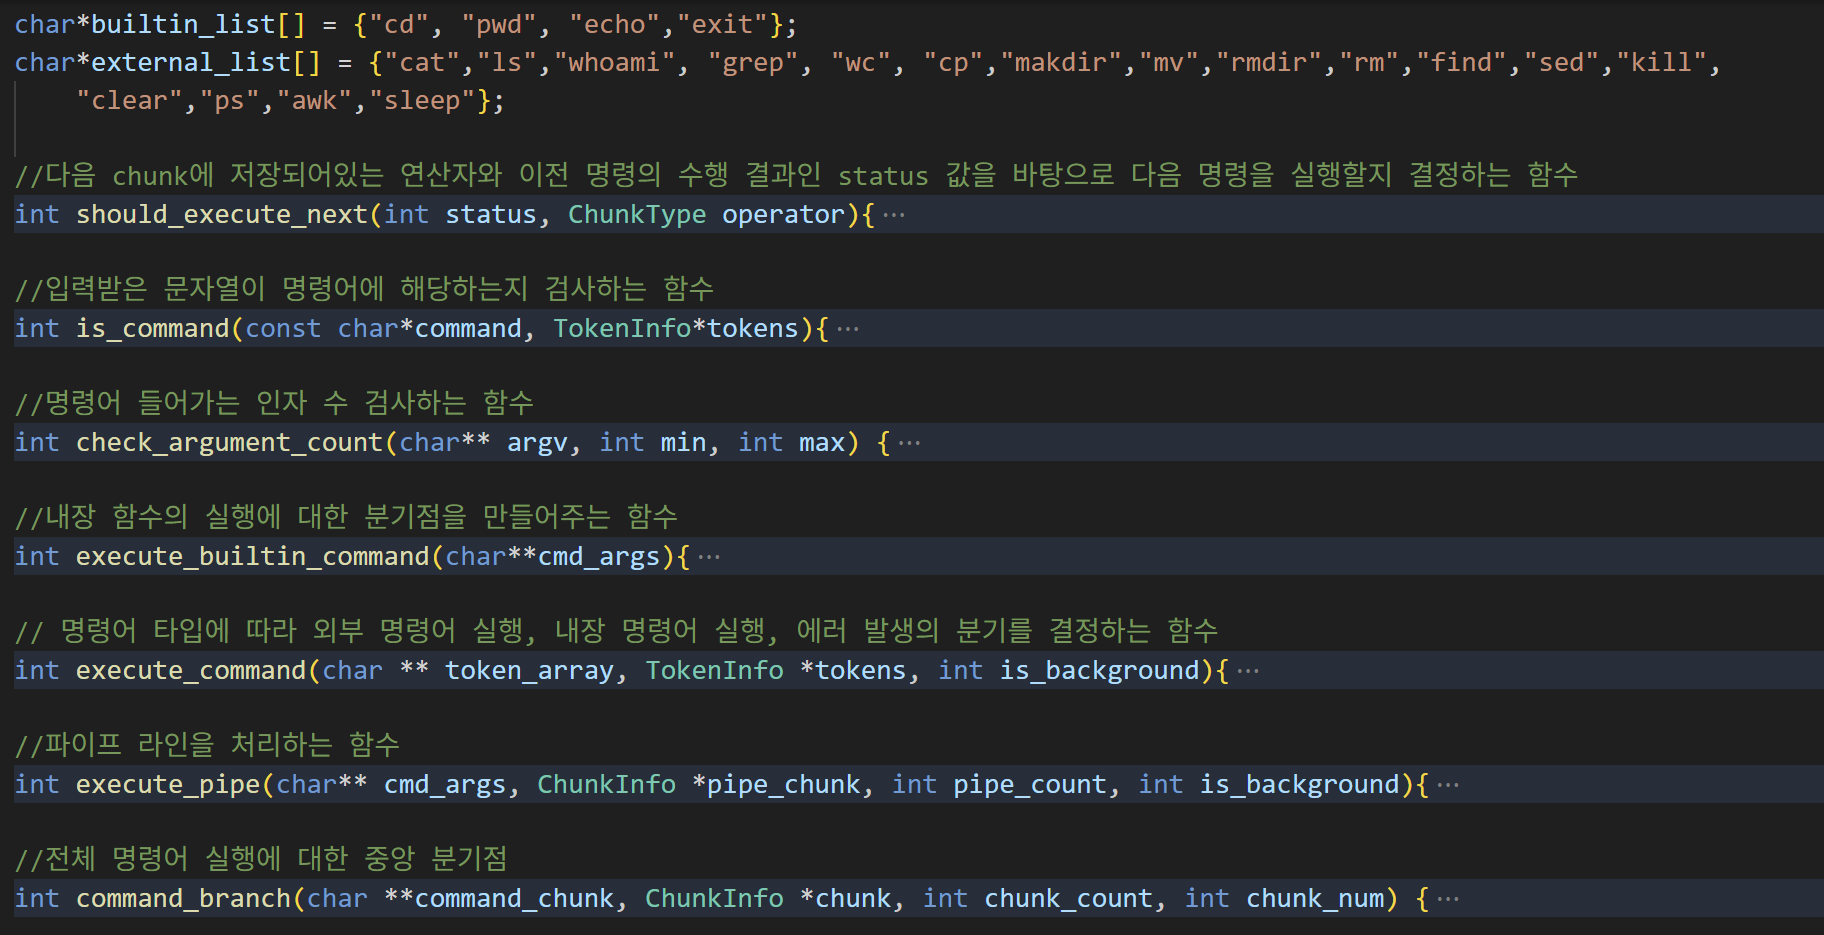 char*builtin_list[] = {"cd", "pwd", "echo","exit"};
char*external_list[] = {"cat","ls","whoami", "grep", "wc", "cp","makdir","mv","rmdir","rm","find","sed","kill",
"clear","ps","awk","sleep"};
//다음 chunk에 저장되어있는 연산자와 이전 명령의 수행 결과인 status 값을 바탕으로 다음 명령을 실행할지 결정하는 함수
int should_execute_next(int status, ChunkType operator){ ···
//입력받은 문자열이 명령어에 해당하는지 검사하는 함수
int is_command(const char*command, TokenInfo*tokens){ ···
//명령어 들어가는 인자 수 검사하는 함수
int check_argument_count(char** argv, int min, int max) { ···
//내장 함수의 실행에 대한 분기점을 만들어주는 함수
int execute_builtin_command(char**cmd_args){ ···
// 명령어 타입에 따라 외부 명령어 실행, 내장 명령어 실행, 에러 발생의 분기를 결정하는 함수
int execute_command(char ** token_array, TokenInfo *tokens, int is_background){ ···
//파이프 라인을 처리하는 함수
int execute_pipe(char** cmd_args, ChunkInfo *pipe_chunk, int pipe_count, int is_background){ ···
//전체 명령어 실행에 대한 중앙 분기점
int command_branch(char **command_chunk, ChunkInfo *chunk, int chunk_count, int chunk_num) { ···